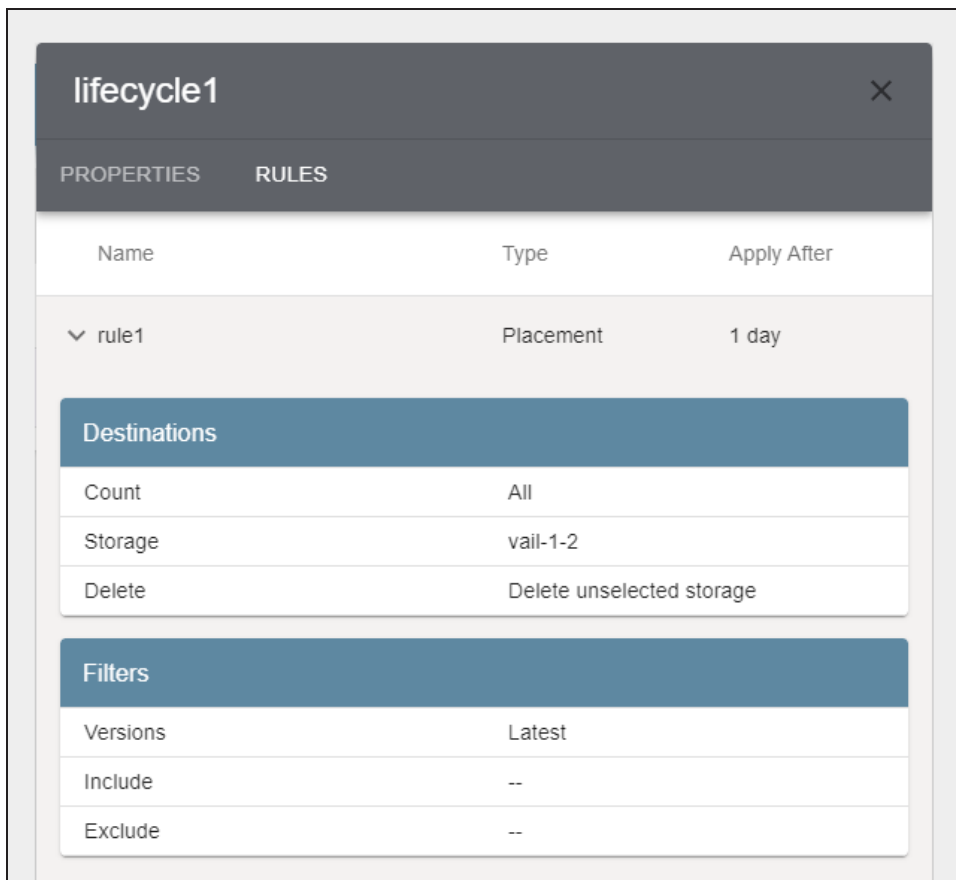 lifecycle1
PROPERTIES RULES
Name Type Apply After
rule1 Placement 1 day
Destinations
Count All
Storage vail-1-2
Delete Delete unselected storage
Filters
Versions Latest
Include --
Exclude --